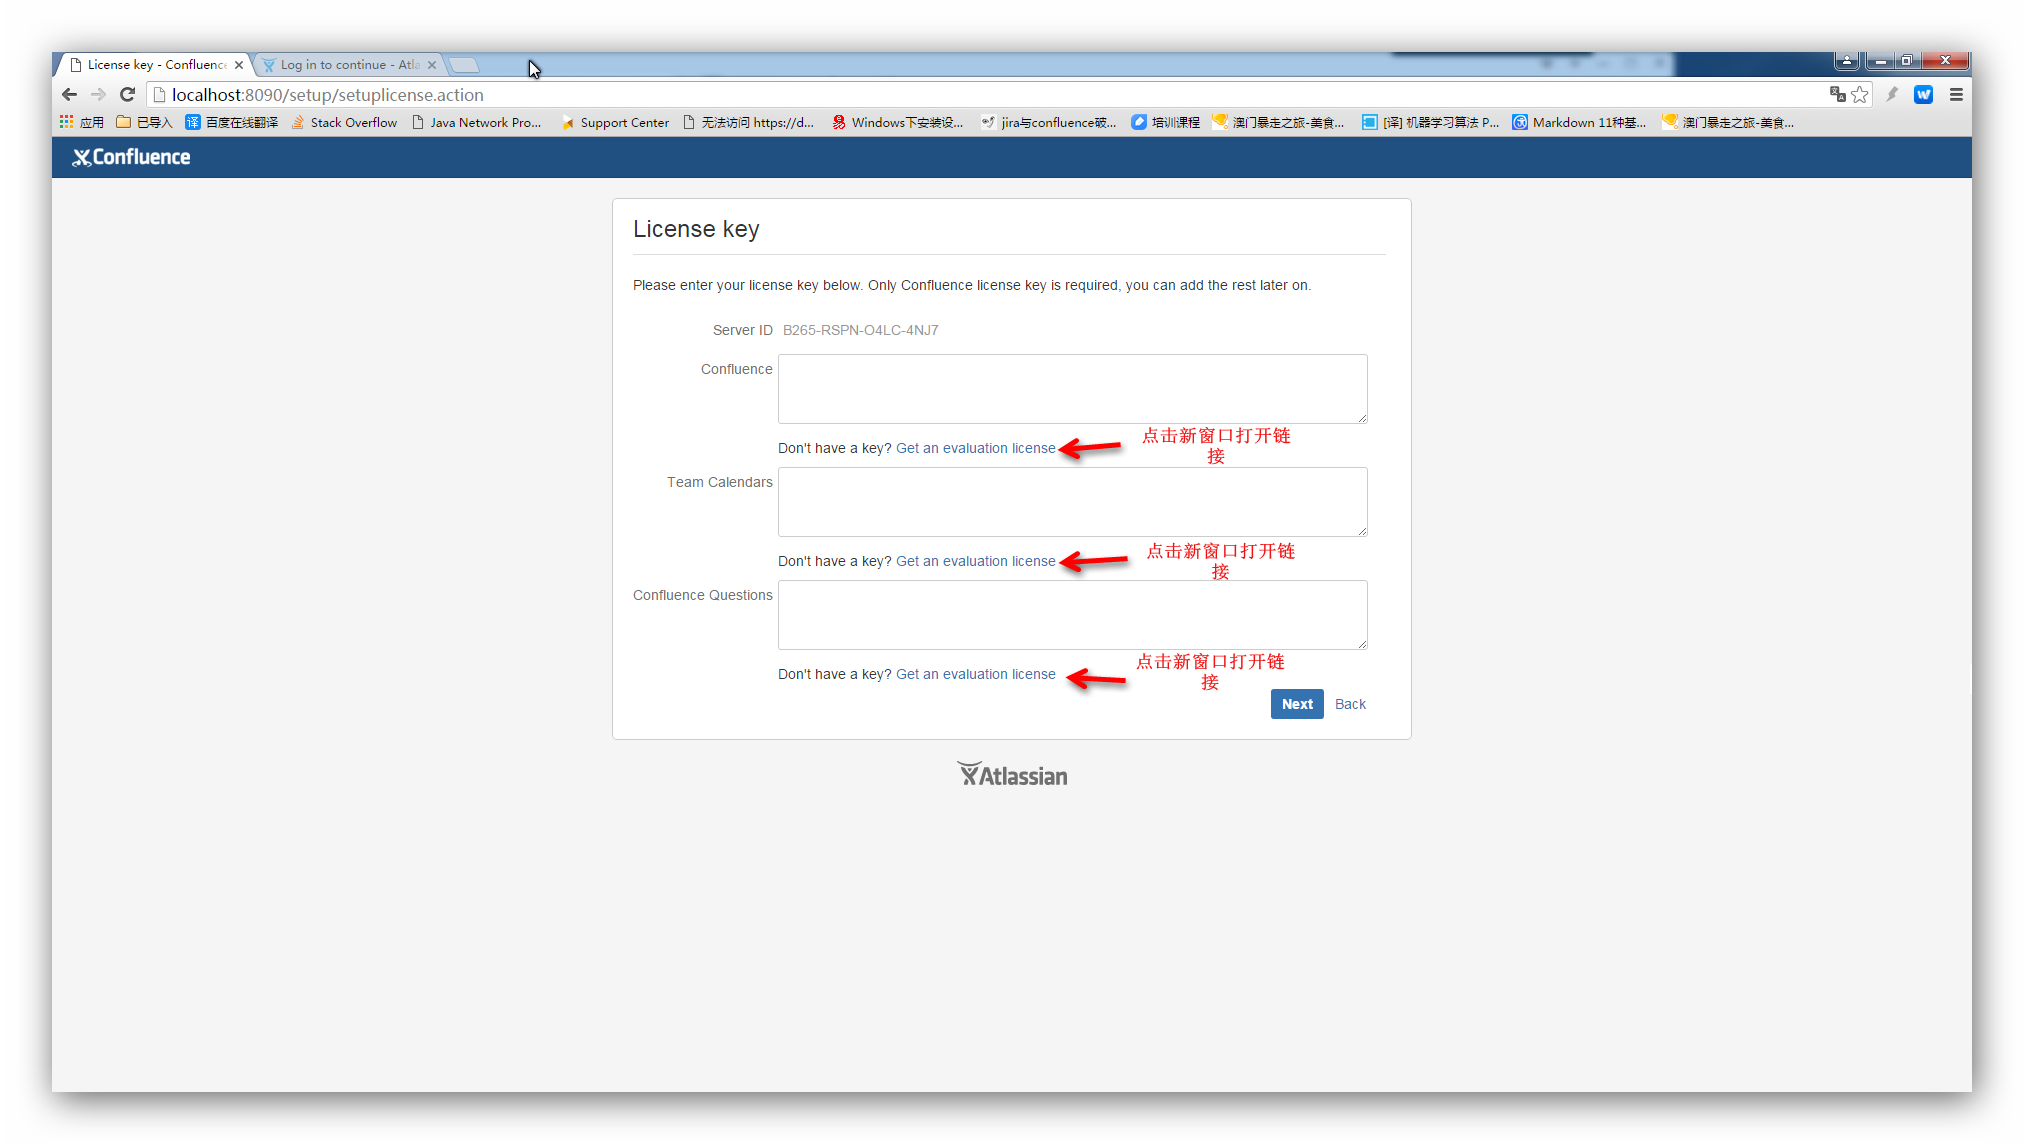 License key - Confluenc
Log in to continue - Atla
localhost:8090/setup/setuplicense.action
应用 已导入 百度在线翻译 Stack Overflow Java Network Pro... Support Center 无法访问 https://d... Windows下安装设... jira与confluence破... 培训课程 澳门暴走之旅-美食... [译] 机器学习算法 P... Markdown 11种基... 澳门暴走之旅-美食...
Confluence
License key
Please enter your license key below. Only Confluence license key is required, you can add the rest later on.
Server ID B265-RSPN-O4LC-4NJ7
Confluence
Don't have a key? Get an evaluation license
点击新窗口打开链
接
Team Calendars
Don't have a key? Get an evaluation license
点击新窗口打开链
接
Confluence Questions
Don't have a key? Get an evaluation license
点击新窗口打开链
接
Next Back
Atlassian